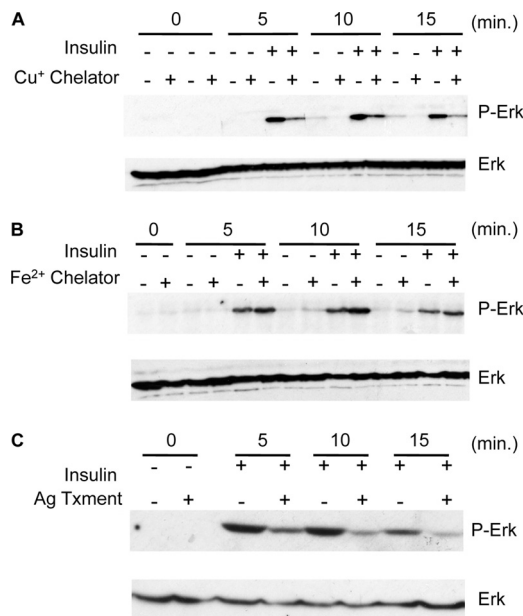 A 0 5 10 15 (min.)
Insulin - - - - - - + + - - + + - - + +
Cu⁺ Chelator - + - + - + - + - + - + - + - +
P-Erk
Erk
B 0 5 10 15 (min.)
Insulin - - - - + + - - + + - - + +
Fe²⁺ Chelator - + - + - + - + - + - + - +
P-Erk
Erk
C 0 5 10 15 (min.)
Insulin - - + + + + + +
Ag Txment - + - + - + - +
P-Erk
Erk